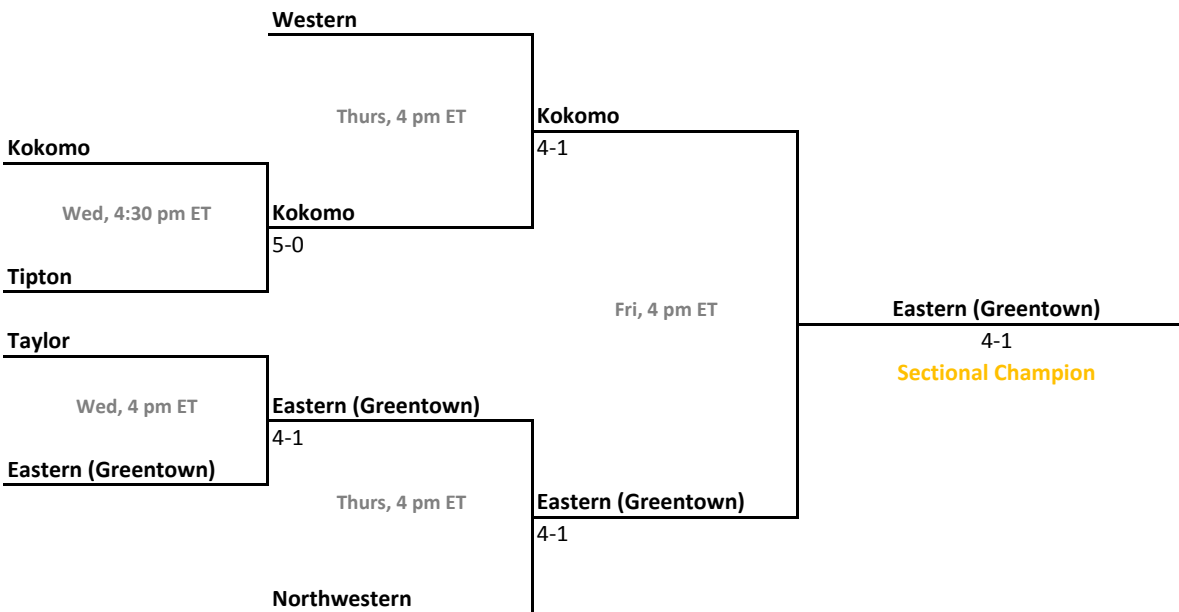 Western
Thurs, 4 pm ET
Kokomo
4-1
Kokomo
Wed, 4:30 pm ET
Kokomo
5-0
Tipton
Fri, 4 pm ET
Eastern (Greentown)
4-1
Sectional Champion
Taylor
Wed, 4 pm ET
Eastern (Greentown)
4-1
Eastern (Greentown)
Thurs, 4 pm ET
Eastern (Greentown)
4-1
Northwestern